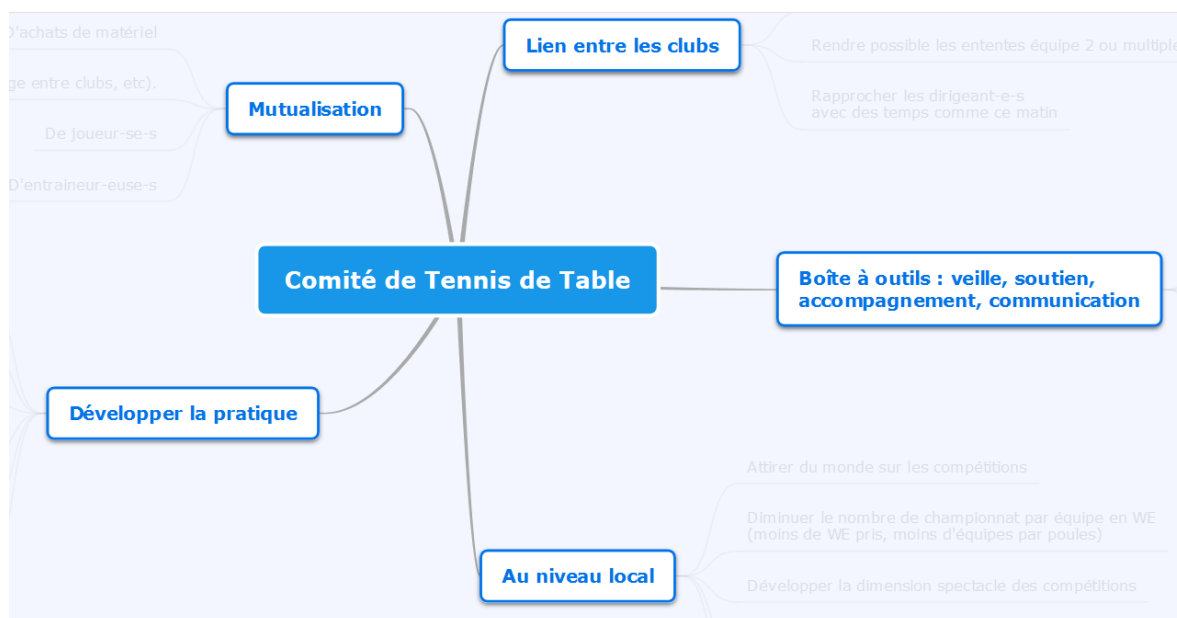 D'achats de matériel
ge entre clubs, etc).
De joueur-se-s
D'entraineur-euse-s
Mutualisation
Lien entre les clubs
Rendre possible les ententes équipe 2 ou multiple
Rapprocher les dirigeant-e-s
avec des temps comme ce matin
Comité de Tennis de Table
Boîte à outils : veille, soutien,
accompagnement, communication
Développer la pratique
Au niveau local
Attirer du monde sur les compétitions
Diminuer le nombre de championnat par équipe en WE
(moins de WE pris, moins d'équipes par poules)
Développer la dimension spectacle des compétitions